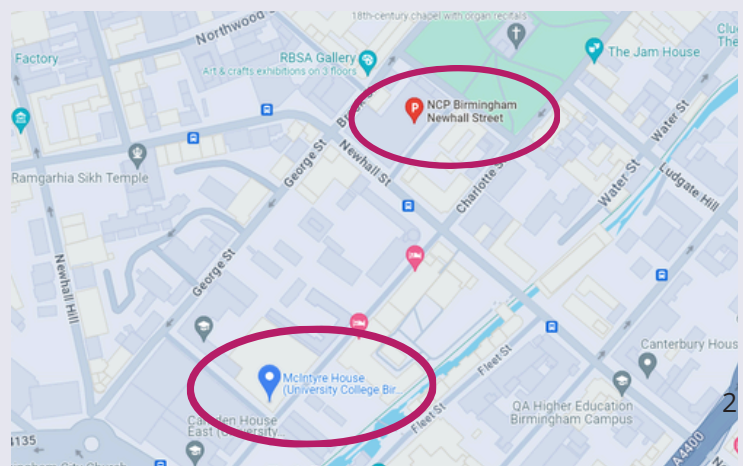 18th-century chapel with organ recitals
Northwood S
Factory
RBSA Gallery
Art & crafts exhibitions on 3 floors
The Jam House
NCP Birmingham
Newhall Street
Newhall St
George St
Charlotte S
Water St
Water St
Ludgate Hill
Ramgarhia Sikh Temple
Newhall Hill
George St
McIntyre House
(University College Bir...
Camden House
East (University...
Fleet St
Fleet St
Canterbury Hous
QA Higher Education
Birmingham Campus
2
A4400